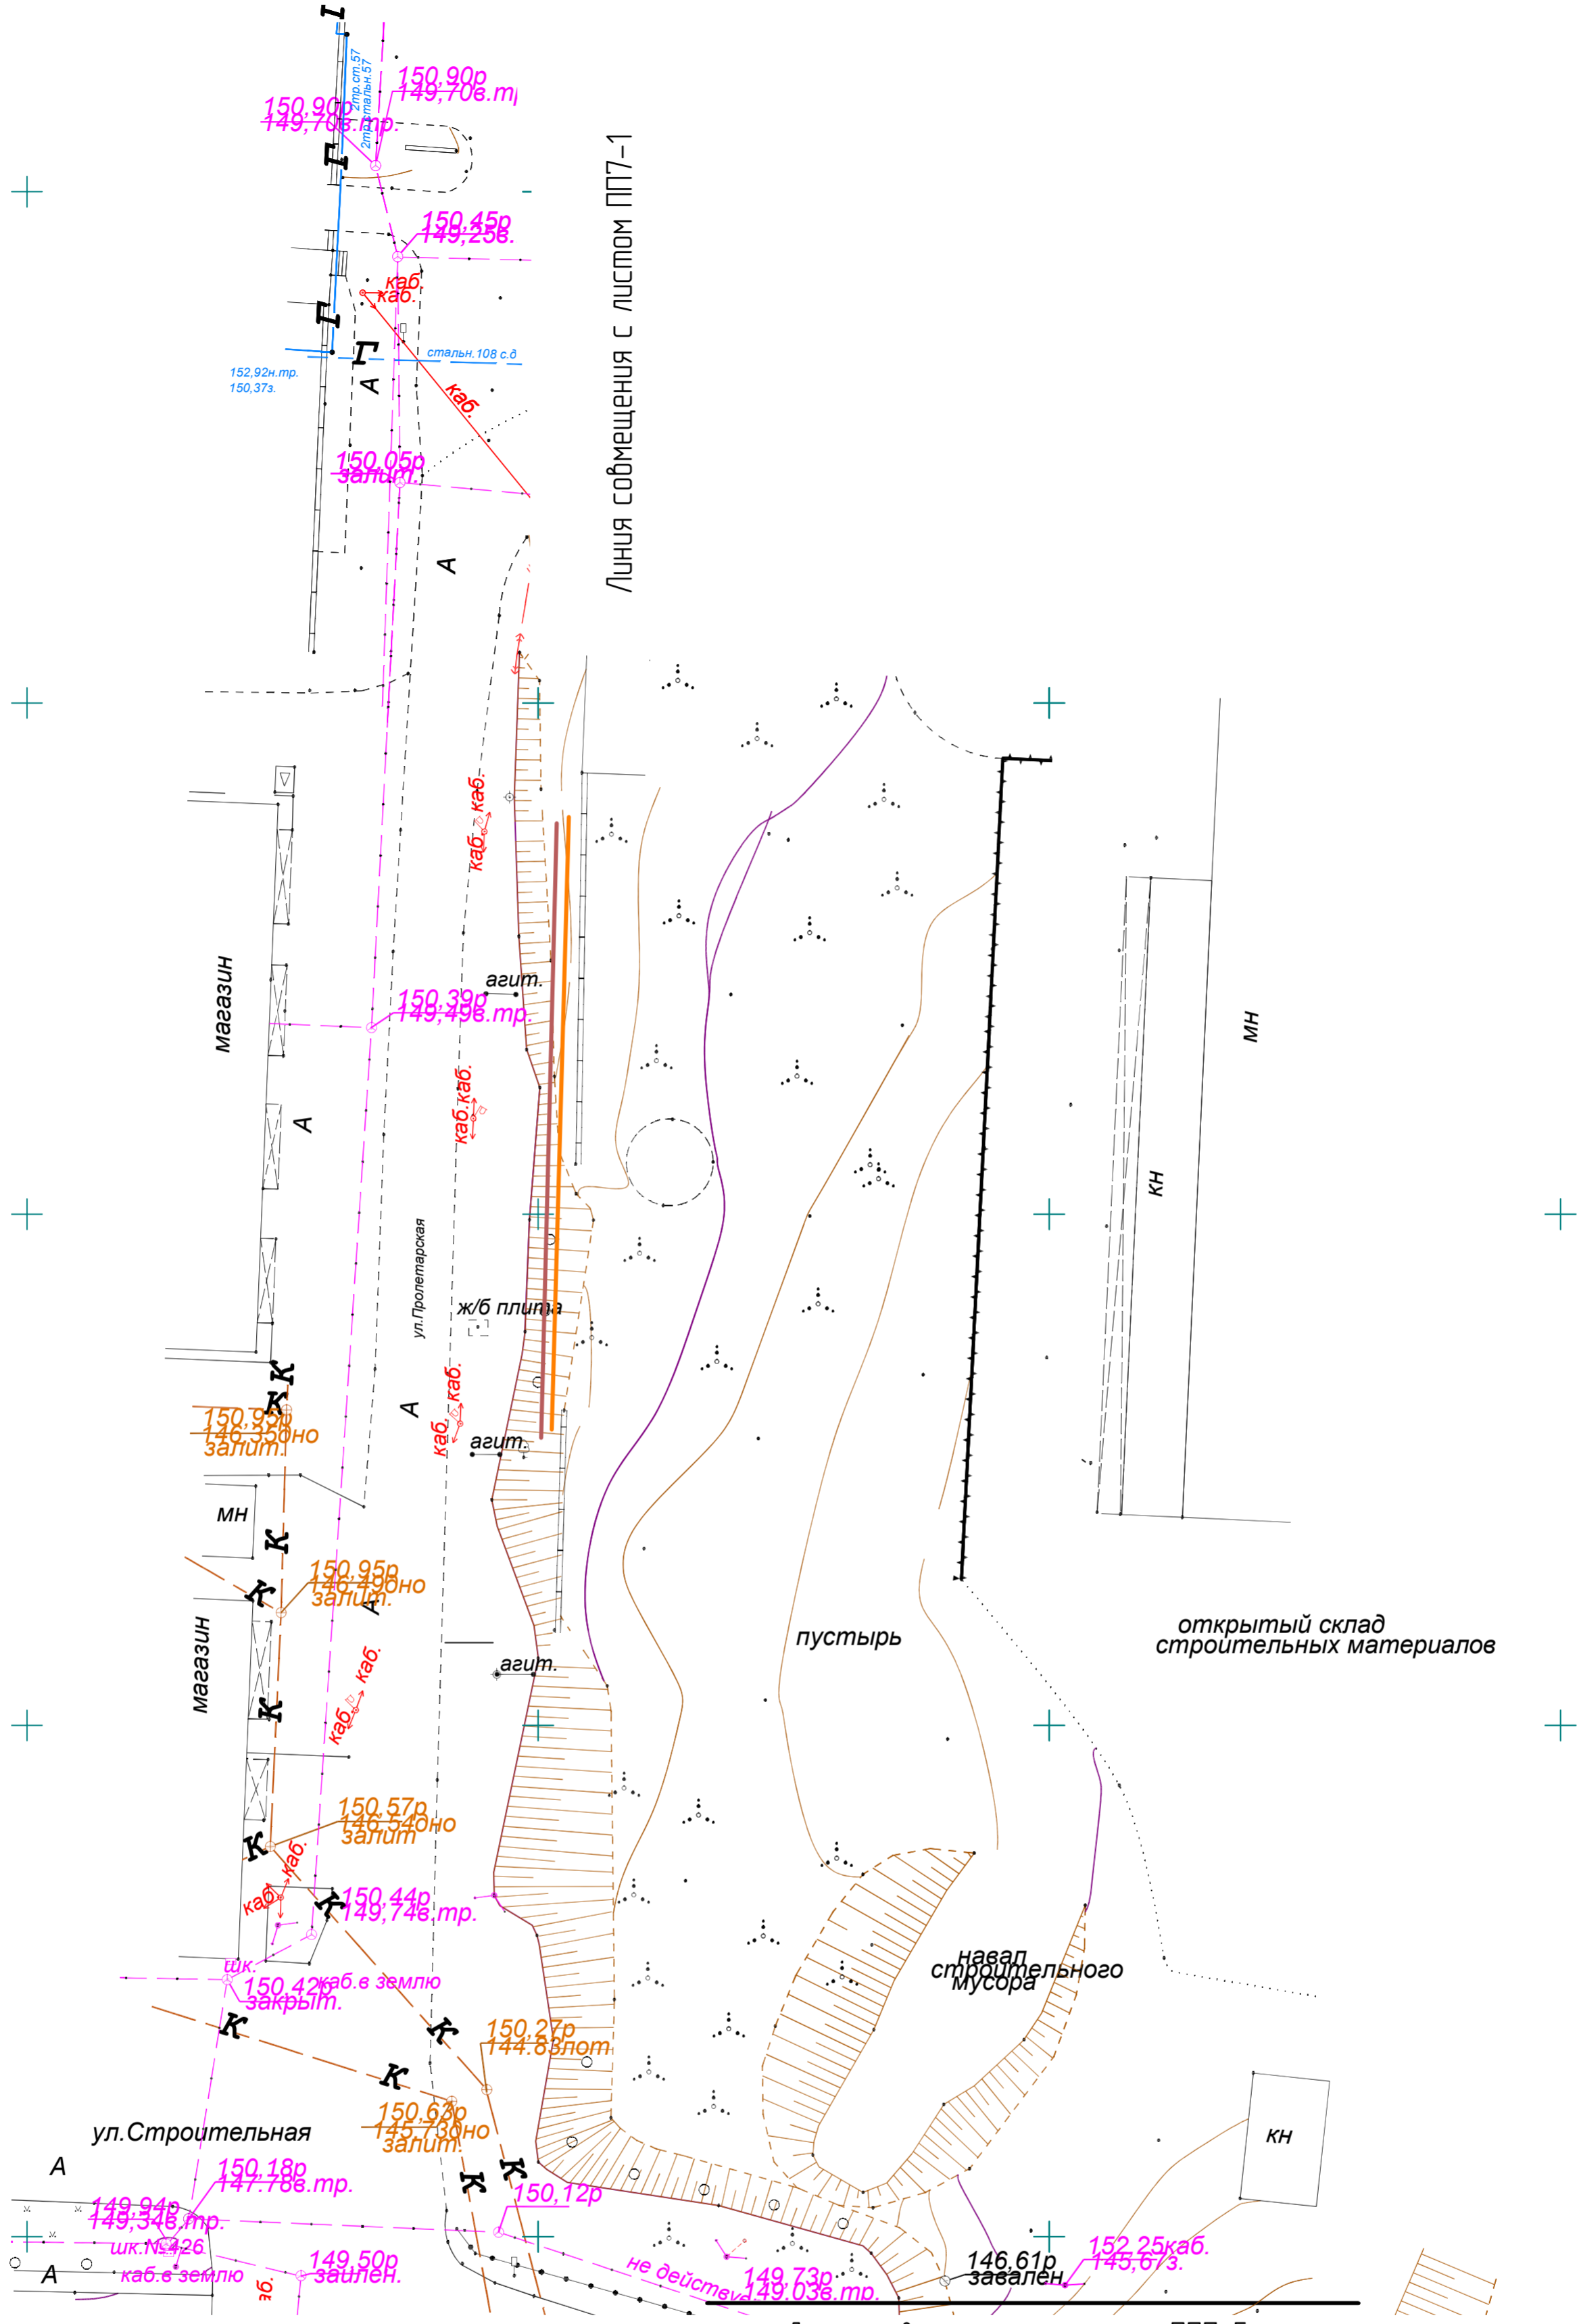 2тр.ст.57
2тр.стальн.57
150,90р
149,70в.тр
150,90р
149,70в.тр.
Г
Линия совмещения с листом ПП7-1
150,45р
149,25в.
каб.
каб.
Г
Г
стальн.108 с.д
152,92н.тр.
150,37з.
А
каб.
150,05р
залит.
А
каб.
каб.
магазин
агит.
150,39р
149,49в.тр.
мн
каб.
каб.
А
кн
ул.Пролетарская
ж/б плита
К
К
каб.
каб.
А
150,95р
146,35дно
залит.
агит.
мн
К
150,95р
146,49дно
залит.
К
А
магазин
пустырь
открытый склад
строительных материалов
агит.
каб.
каб.
К
150,57р
146,54дно
залит
К
каб.
каб.
К
150,44р
149,74в.тр.
навал
строительного
мусора
шк.
каб.в землю
150,42р
закрыт.
К
К
150,27р
144.83лот
К
150,63р
145,73дно
залит.
ул.Строительная
кн
А
150,18р
147.78в.тр.
К
К
150,12р
149,94р
149,34в.тр.
шк.№426
каб.в землю
А
149,50р
заилен.
не действу
149,73р
149.03в.тр.
146,61р
завален
152,25каб.
145,67з.